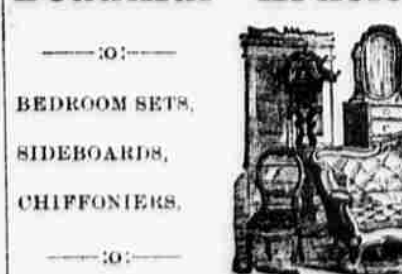 ———:o:———
BEDROOM SETS,
SIDEBOARDS,
CHIFFONIERS.
———:o:———